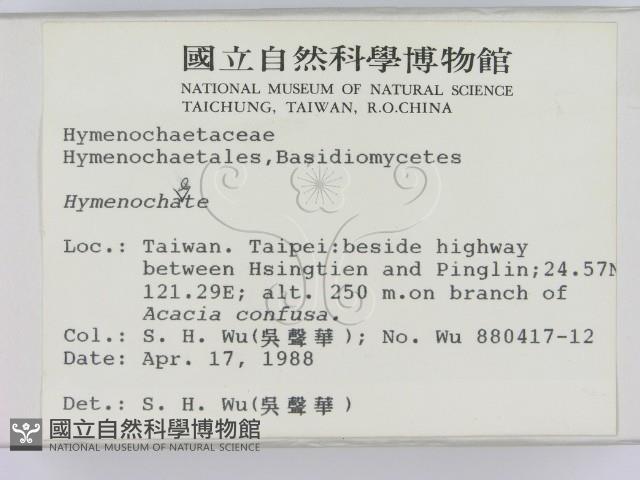 國立自然科學博物館
NATIONAL MUSEUM OF NATURAL SCIENCE
TAICHUNG, TAIWAN, R.O.CHINA
Hymenochaetaceae
Hymenochaetales,Basidiomycetes
e
Hymenochate
Loc.: Taiwan. Taipei:beside highway
between Hsingtien and Pinglin;24.57N
121.29E; alt. 250 m.on branch of
Acacia confusa.
Col.: S. H. Wu(吳聲華); No. Wu 880417-12
Date: Apr. 17, 1988
Det.: S. H. Wu(吳聲華)
國立自然科學博物館
NATIONAL MUSEUM OF NATURAL SCIENCE